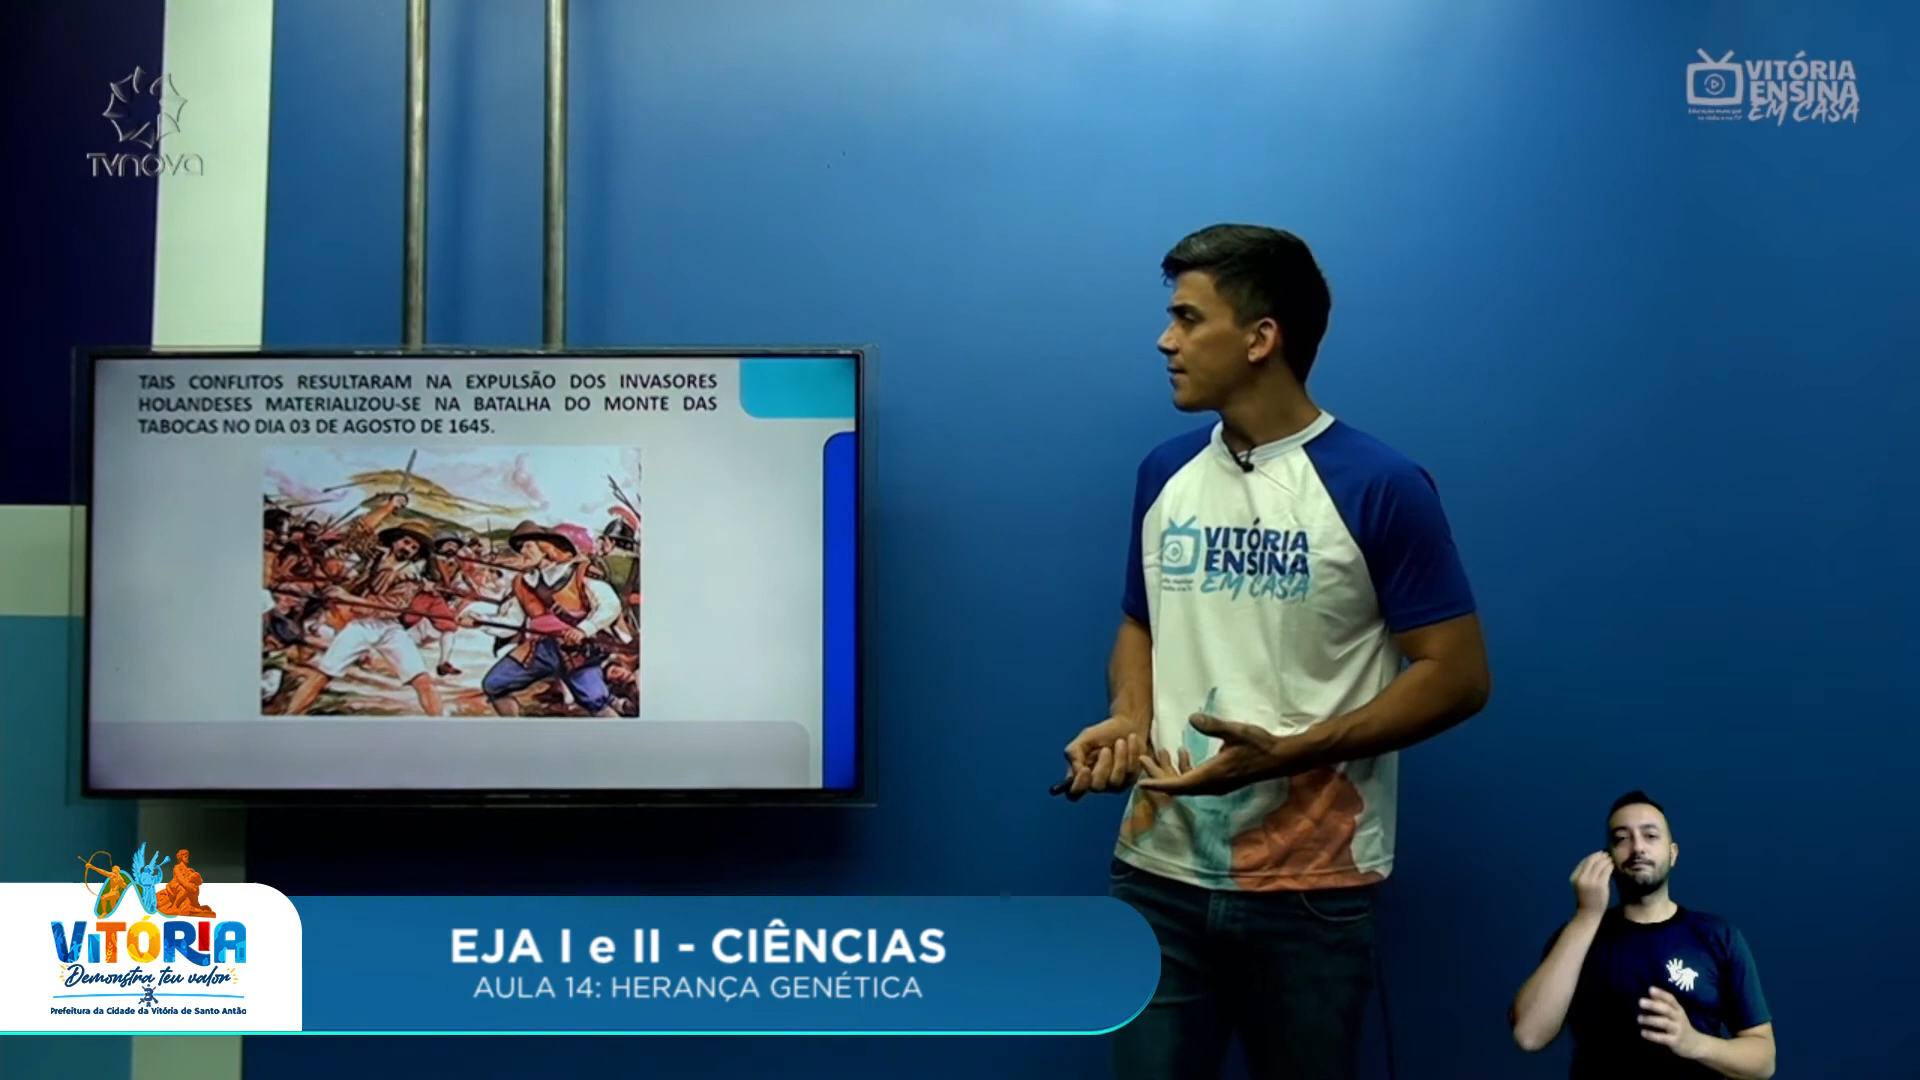 TVNOVA
VITÓRIA
ENSINA
EM CASA
TAIS CONFLITOS RESULTARAM NA EXPULSÃO DOS INVASORES
HOLANDESES MATERIALIZOU-SE NA BATALHA DO MONTE DAS
TABOCAS NO DIA 03 DE AGOSTO DE 1645.
VITÓRIA
ENSINA
EM CASA
VITÓRIA
Demonstra teu valor
Prefeitura da Cidade da Vitória de Santo Antão
EJA I e II - CIÊNCIAS
AULA 14: HERANÇA GENÉTICA